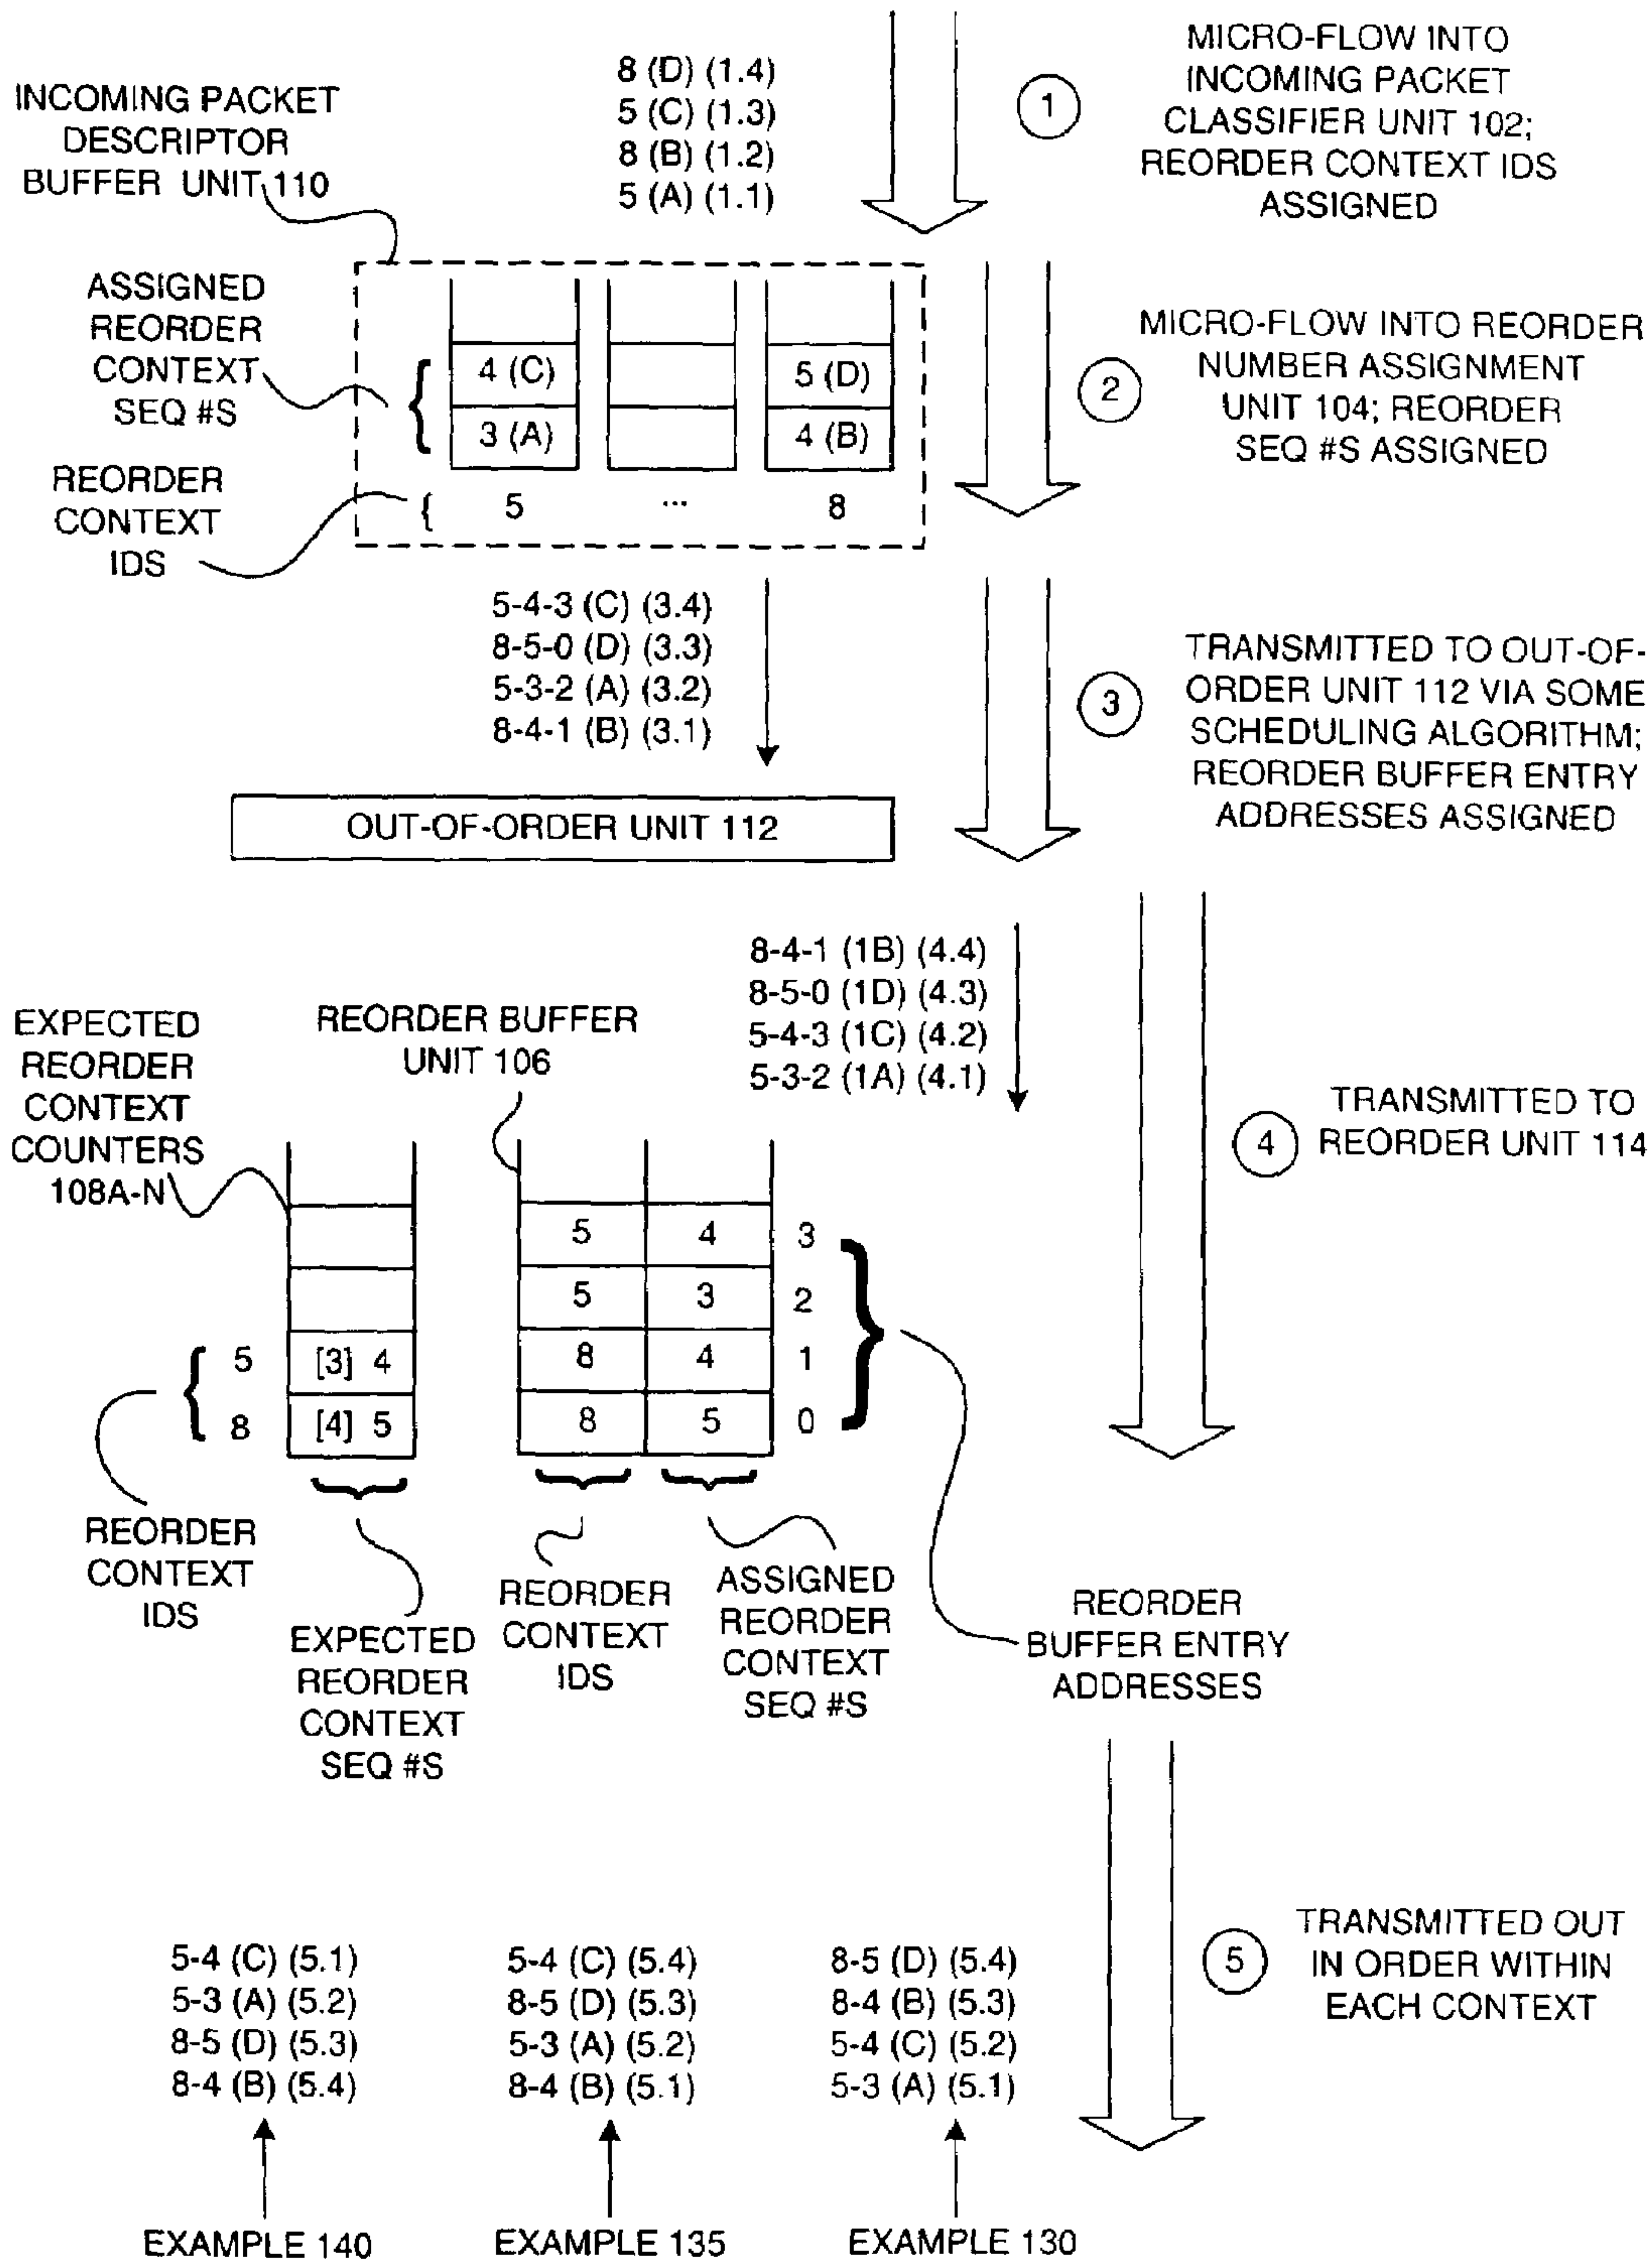 8 (D) (1.4)
5 (C) (1.3)
8 (B) (1.2)
5 (A) (1.1)
1
MICRO-FLOW INTO
INCOMING PACKET
CLASSIFIER UNIT 102;
REORDER CONTEXT IDS
ASSIGNED
INCOMING PACKET
DESCRIPTOR
BUFFER UNIT 110
ASSIGNED
REORDER
CONTEXT
SEQ #S
{
4 (C)
5 (D)
3 (A)
4 (B)
REORDER
CONTEXT
IDS
{ 5 ... 8
2
MICRO-FLOW INTO REORDER
NUMBER ASSIGNMENT
UNIT 104; REORDER
SEQ #S ASSIGNED
5-4-3 (C) (3.4)
8-5-0 (D) (3.3)
5-3-2 (A) (3.2)
8-4-1 (B) (3.1)
3
TRANSMITTED TO OUT-OF-
ORDER UNIT 112 VIA SOME
SCHEDULING ALGORITHM;
REORDER BUFFER ENTRY
ADDRESSES ASSIGNED
OUT-OF-ORDER UNIT 112
8-4-1 (1B) (4.4)
8-5-0 (1D) (4.3)
5-4-3 (1C) (4.2)
5-3-2 (1A) (4.1)
4
TRANSMITTED TO
REORDER UNIT 114
EXPECTED
REORDER
CONTEXT
COUNTERS
108A-N
REORDER BUFFER
UNIT 106
5 4 3
5 3 2
5 [3] 4 8 4 1
8 [4] 5 8 5 0
REORDER
CONTEXT
IDS
EXPECTED
REORDER
CONTEXT
SEQ #S
REORDER
CONTEXT
IDS
ASSIGNED
REORDER
CONTEXT
SEQ #S
REORDER
BUFFER ENTRY
ADDRESSES
5
TRANSMITTED OUT
IN ORDER WITHIN
EACH CONTEXT
5-4 (C) (5.1)
5-3 (A) (5.2)
8-5 (D) (5.3)
8-4 (B) (5.4)
EXAMPLE 140
5-4 (C) (5.4)
8-5 (D) (5.3)
5-3 (A) (5.2)
8-4 (B) (5.1)
EXAMPLE 135
8-5 (D) (5.4)
8-4 (B) (5.3)
5-4 (C) (5.2)
5-3 (A) (5.1)
EXAMPLE 130